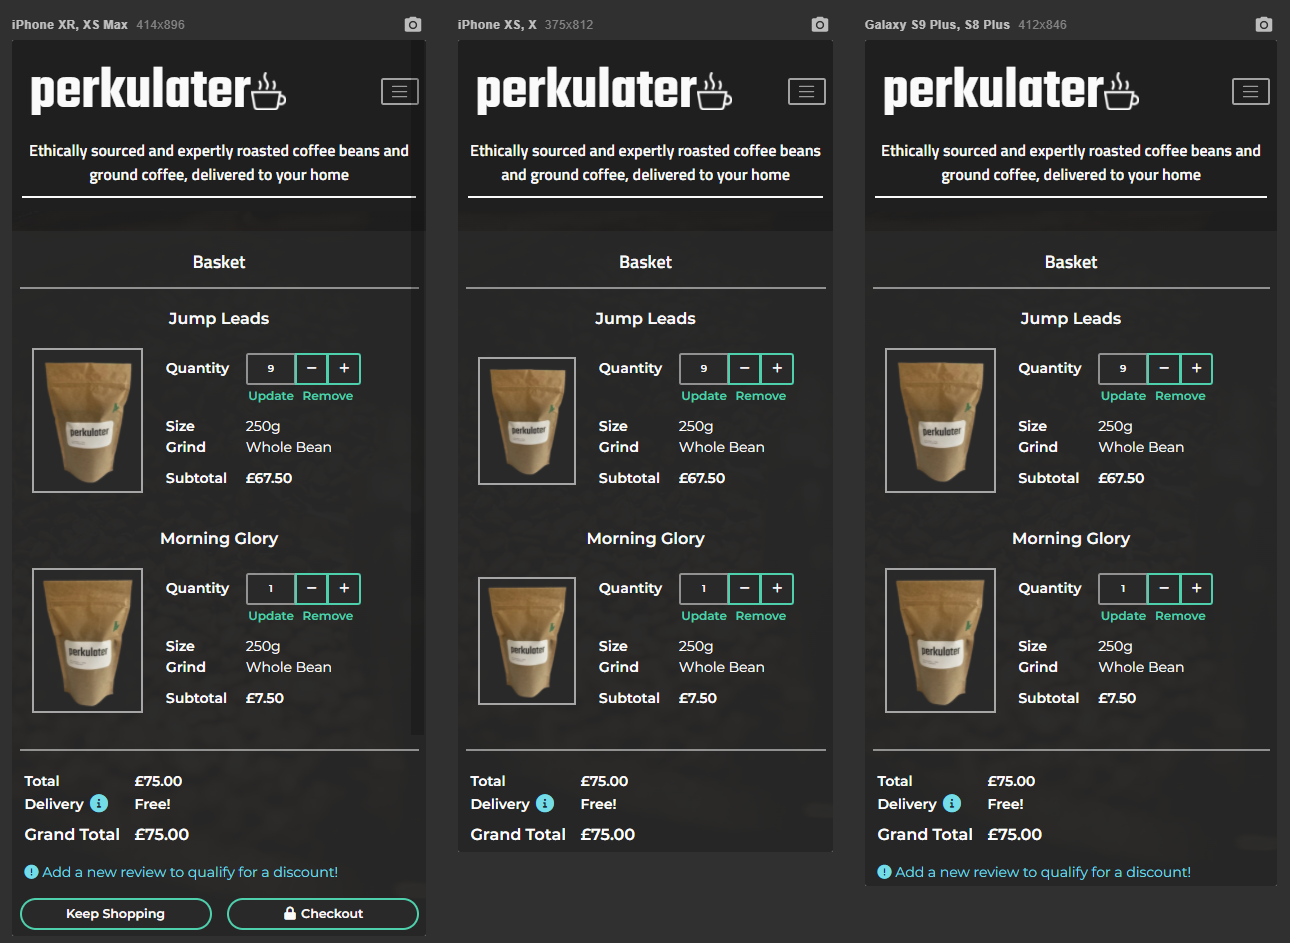 iPhone XR, XS Max 414x896
perkulater
Ethically sourced and expertly roasted coffee beans and
ground coffee, delivered to your home
Basket
Jump Leads
perkulater
Quantity 9 − +
Update Remove
Size 250g
Grind Whole Bean
Subtotal £67.50
Morning Glory
perkulater
Quantity 1 − +
Update Remove
Size 250g
Grind Whole Bean
Subtotal £7.50
Total £75.00
Delivery i Free!
Grand Total £75.00
! Add a new review to qualify for a discount!
Keep Shopping Checkout
iPhone XS, X 375x812
perkulater
Ethically sourced and expertly roasted coffee beans
and ground coffee, delivered to your home
Basket
Jump Leads
perkulater
Quantity 9 − +
Update Remove
Size 250g
Grind Whole Bean
Subtotal £67.50
Morning Glory
perkulater
Quantity 1 − +
Update Remove
Size 250g
Grind Whole Bean
Subtotal £7.50
Total £75.00
Delivery i Free!
Grand Total £75.00
Galaxy S9 Plus, S8 Plus 412x846
perkulater
Ethically sourced and expertly roasted coffee beans and
ground coffee, delivered to your home
Basket
Jump Leads
perkulater
Quantity 9 − +
Update Remove
Size 250g
Grind Whole Bean
Subtotal £67.50
Morning Glory
perkulater
Quantity 1 − +
Update Remove
Size 250g
Grind Whole Bean
Subtotal £7.50
Total £75.00
Delivery i Free!
Grand Total £75.00
! Add a new review to qualify for a discount!